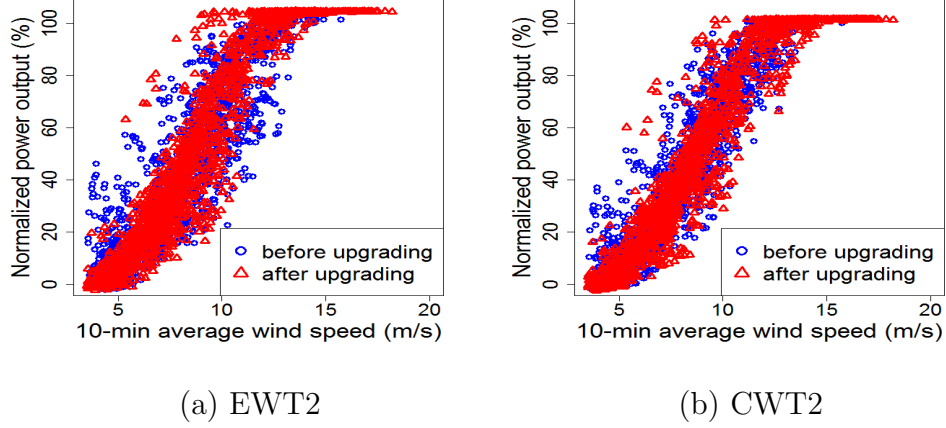 Normalized power output (%)
0 20 40 60 80 100
before upgrading
after upgrading
5 10 15 20
10-min average wind speed (m/s)
(a) EWT2
Normalized power output (%)
0 20 40 60 80 100
before upgrading
after upgrading
5 10 15 20
10-min average wind speed (m/s)
(b) CWT2